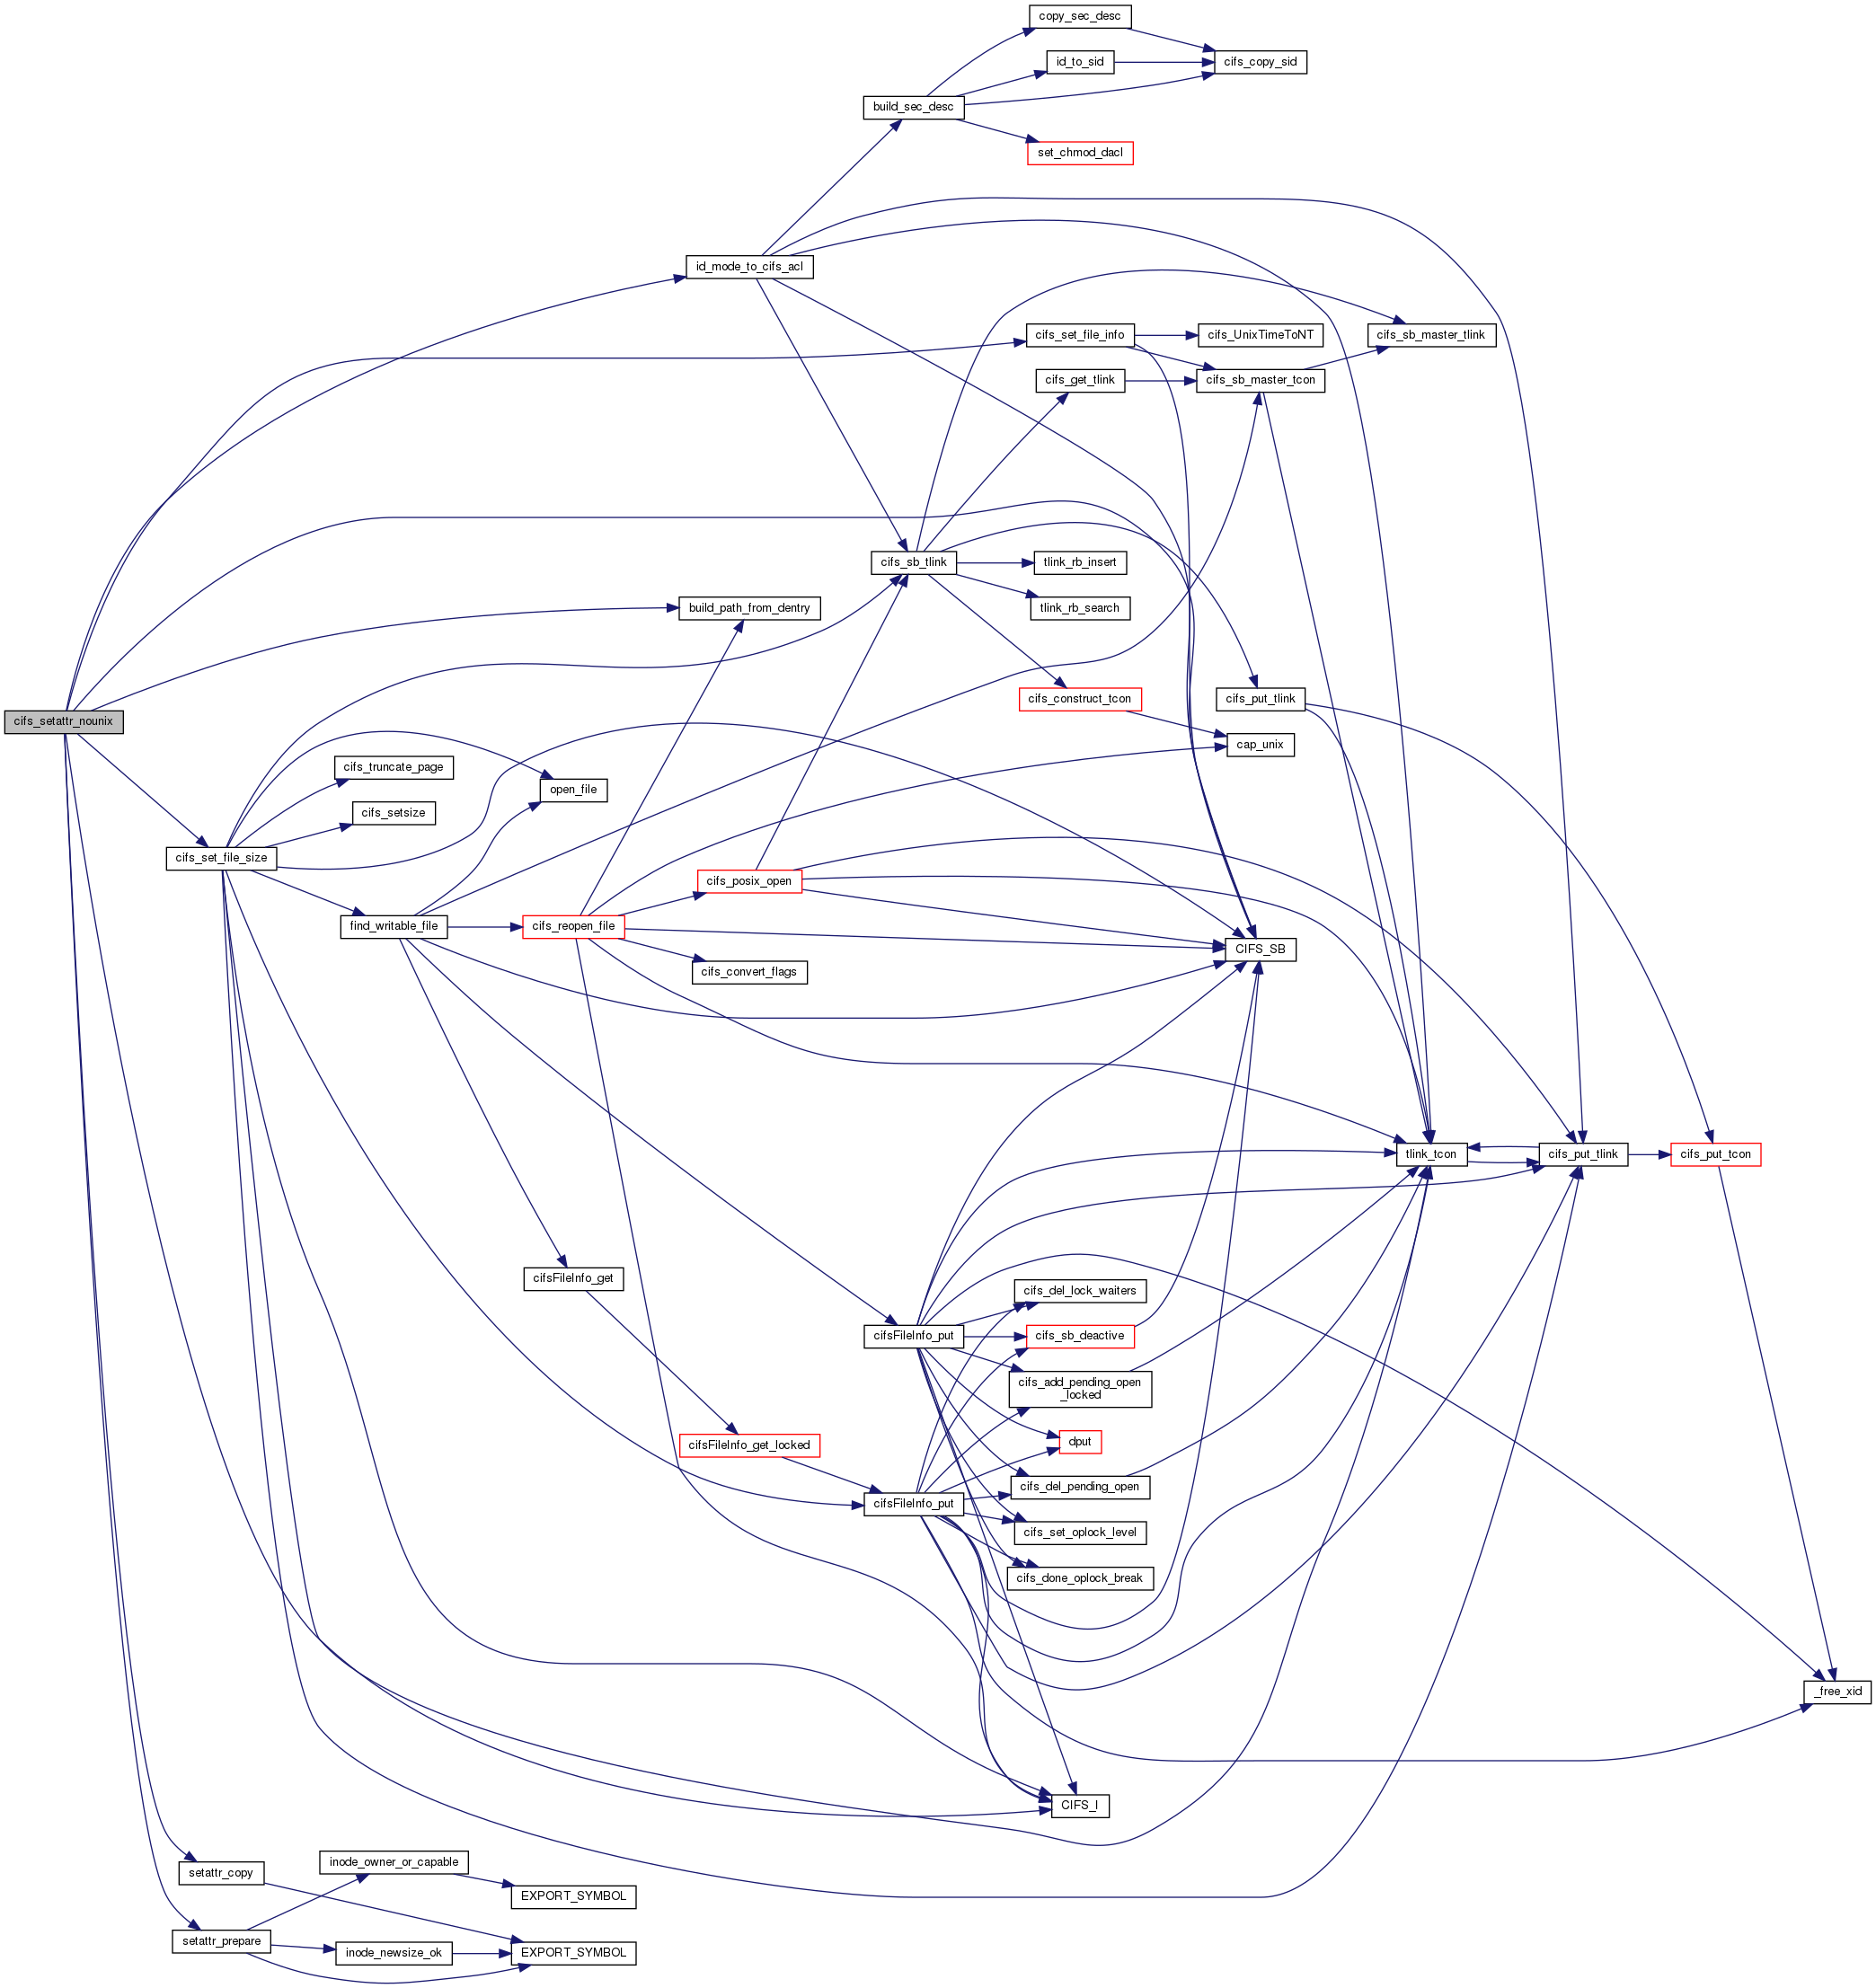 copy_sec_desc
id_to_sid
cifs_copy_sid
build_sec_desc
set_chmod_dacl
id_mode_to_cifs_acl
cifs_set_file_info
cifs_UnixTimeToNT
cifs_sb_master_tlink
cifs_get_tlink
cifs_sb_master_tcon
cifs_sb_tlink
tlink_rb_insert
build_path_from_dentry
tlink_rb_search
cifs_setattr_nounix
cifs_construct_tcon
cifs_put_tlink
cap_unix
cifs_truncate_page
open_file
cifs_setsize
cifs_set_file_size
cifs_posix_open
find_writable_file
cifs_reopen_file
CIFS_SB
cifs_convert_flags
tlink_tcon
cifs_put_tlink
cifs_put_tcon
cifsFileInfo_get
cifs_del_lock_waiters
cifsFileInfo_put
cifs_sb_deactive
cifs_add_pending_open
_locked
cifsFileInfo_get_locked
dput
cifs_del_pending_open
cifsFileInfo_put
cifs_set_oplock_level
cifs_done_oplock_break
_free_xid
CIFS_I
inode_owner_or_capable
setattr_copy
EXPORT_SYMBOL
setattr_prepare
inode_newsize_ok
EXPORT_SYMBOL